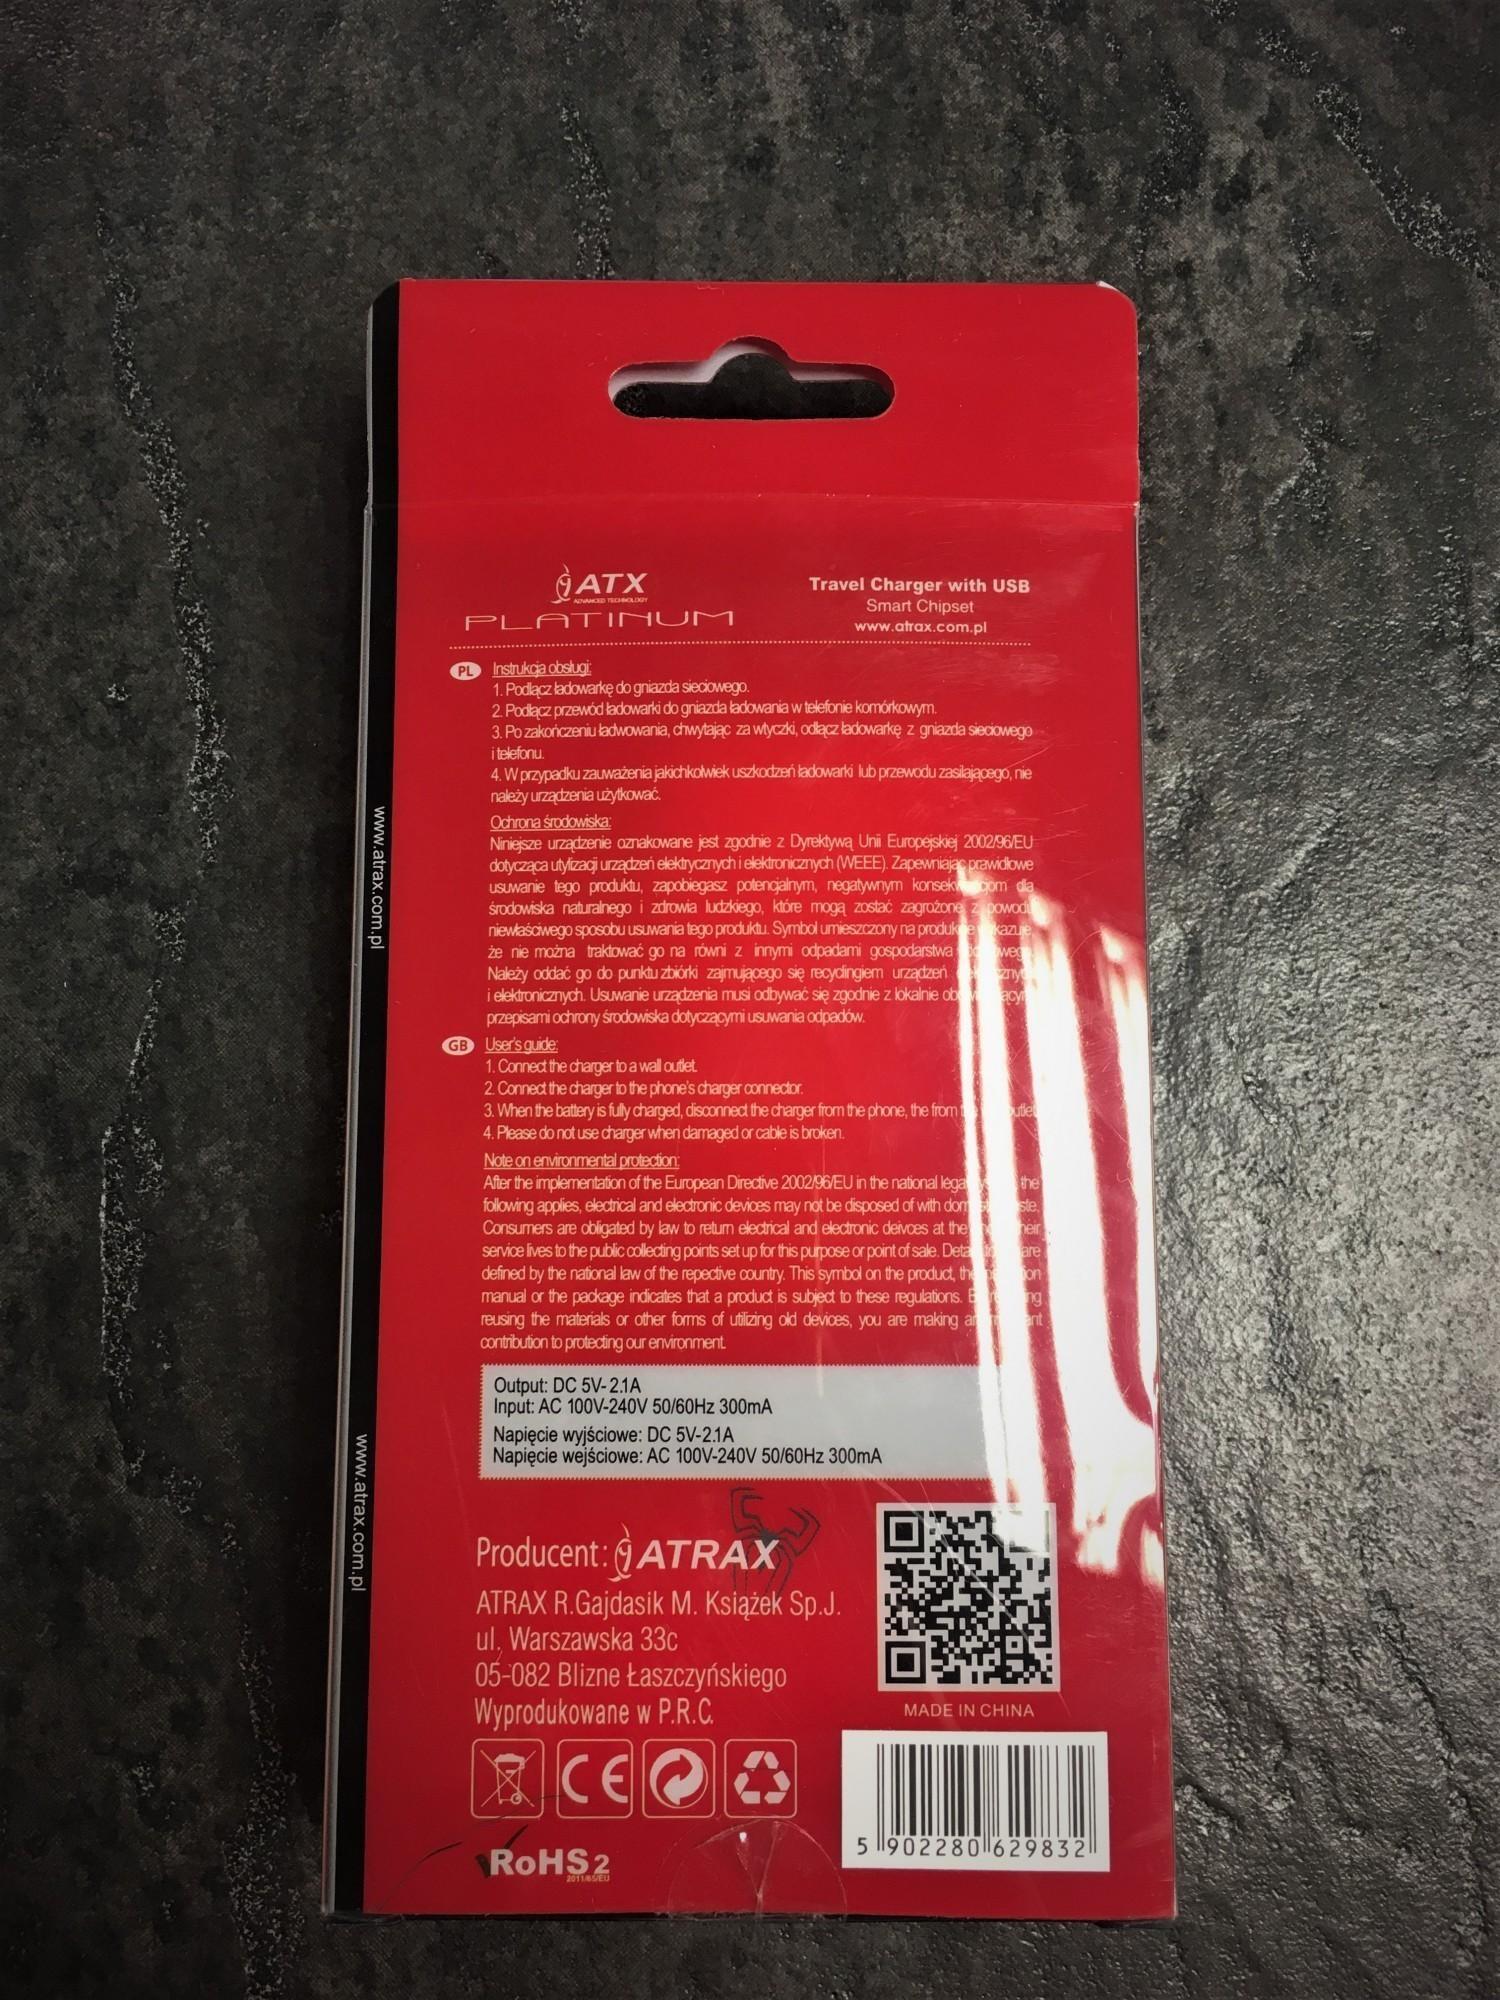 ATX
ADVANCED TECHNOLOGY
PLATINUM
Travel Charger with USB
Smart Chipset
www.atrax.com.pl
PL Instrukcja obsługi:
1. Podłącz ładowarkę do gniazda sieciowego.
2. Podłącz przewód ładowarki do gniazda ładowania w telefonie komórkowym.
3. Po zakończeniu ładwowania, chwytając za wtyczki, odłącz ładowarkę z gniazda sieciowego
i telefonu.
4. W przypadku zauważenia jakichkolwiek uszkodzeń ładowarki lub przewodu zasilającego, nie
należy urządzenia użytkować.
Ochrona środowiska:
Niniejsze urządzenie oznakowane jest zgodnie z Dyrektywą Unii Europejskiej 2002/96/EU
dotycząca utylizacji urządzeń elektrycznych i elektronicznych (WEEE). Zapewniając prawidłowe
usuwanie tego produktu, zapobiegasz potencjalnym, negatywnym konsekwencjom dla
środowiska naturalnego i zdrowia ludzkiego, które mogą zostać zagrożone z powodu
niewłaściwego sposobu usuwania tego produktu. Symbol umieszczony na produkcie wskazuje,
że nie można traktować go na równi z innymi odpadami gospodarstwa
Należy oddać go do punktu zbiórki zajmującego się recyclingiem urządzeń
i elektronicznych. Usuwanie urządzenia musi odbywać się zgodnie z lokalnie
przepisami ochrony środowiska dotyczącymi usuwania odpadów.
GB User's guide:
1. Connect the charger to a wall outlet.
2. Connect the charger to the phone's charger connector.
3. When the battery is fully charged, disconnect the charger from the phone, the from outlet
4. Please do not use charger when damaged or cable is broken.
Note on environmental protection:
After the implementation of the European Directive 2002/96/EU in the national legal the
following applies, electrical and electronic devices may not be disposed of with
Consumers are obligated by law to return electrical and electronic deivces at the their
service lives to the public collecting points set up for this purpose or point of sale. are
defined by the national law of the repective country. This symbol on the product, the
manual or the package indicates that a product is subject to these regulations.
reusing the materials or other forms of utilizing old devices, you are making
contribution to protecting our environment.
Output: DC 5V- 2.1A
Input: AC 100V-240V 50/60Hz 300mA
Napięcie wyjściowe: DC 5V-2.1A
Napięcie wejściowe: AC 100V-240V 50/60Hz 300mA
Producent: ATRAX
ATRAX R.Gajdasik M. Książek Sp.J.
ul. Warszawska 33c
05-082 Blizne Łaszczyńskiego
Wyprodukowane w P.R.C.
MADE IN CHINA
CE
RoHS 2
2011/65/EU
5 902280 629832
www.atrax.com.pl
www.atrax.com.pl